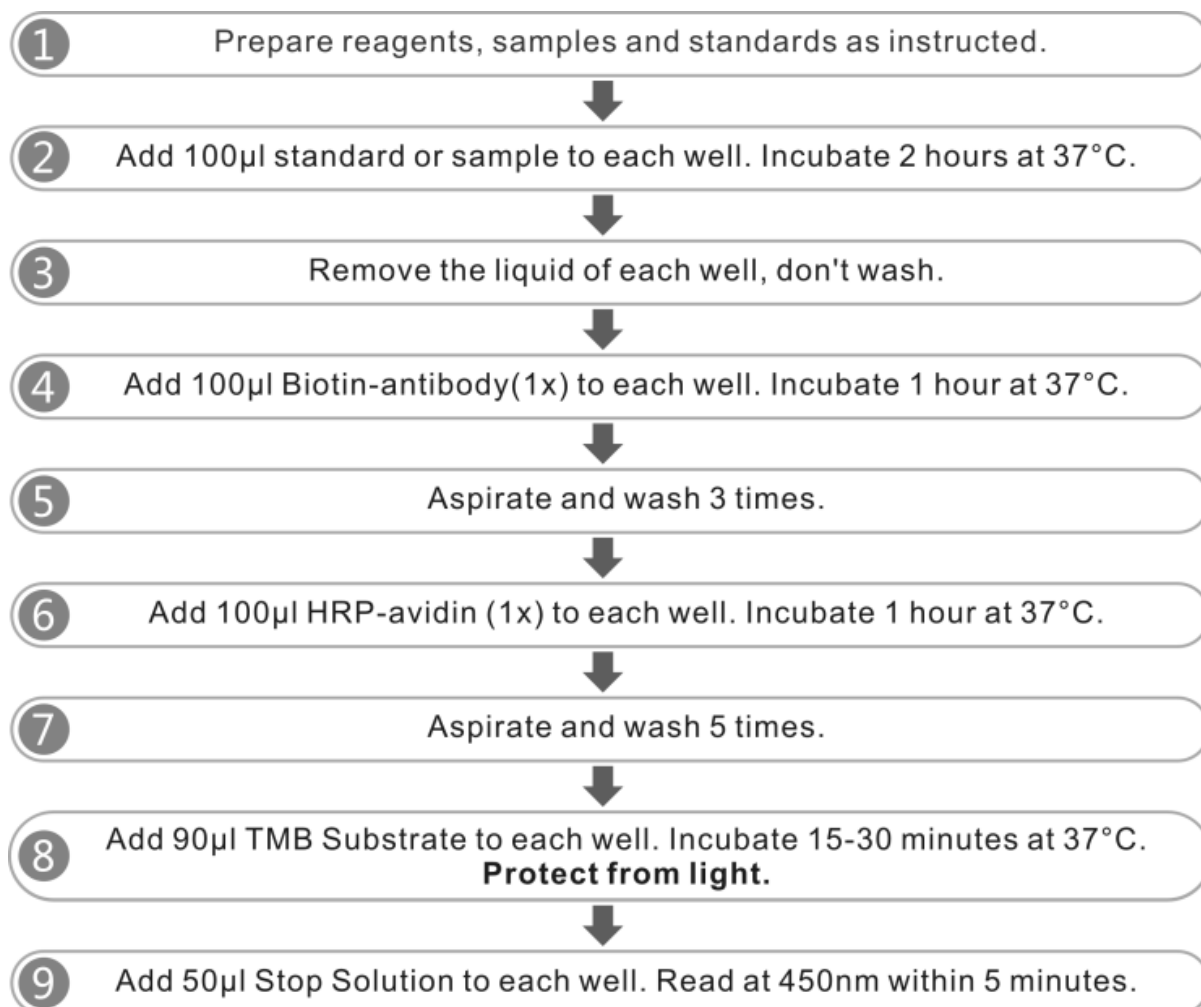 1 Prepare reagents, samples and standards as instructed.
2 Add 100μl standard or sample to each well. Incubate 2 hours at 37°C.
3 Remove the liquid of each well, don't wash.
4 Add 100μl Biotin-antibody(1x) to each well. Incubate 1 hour at 37°C.
5 Aspirate and wash 3 times.
6 Add 100μl HRP-avidin (1x) to each well. Incubate 1 hour at 37°C.
7 Aspirate and wash 5 times.
8 Add 90μl TMB Substrate to each well. Incubate 15-30 minutes at 37°C.
Protect from light.
9 Add 50μl Stop Solution to each well. Read at 450nm within 5 minutes.